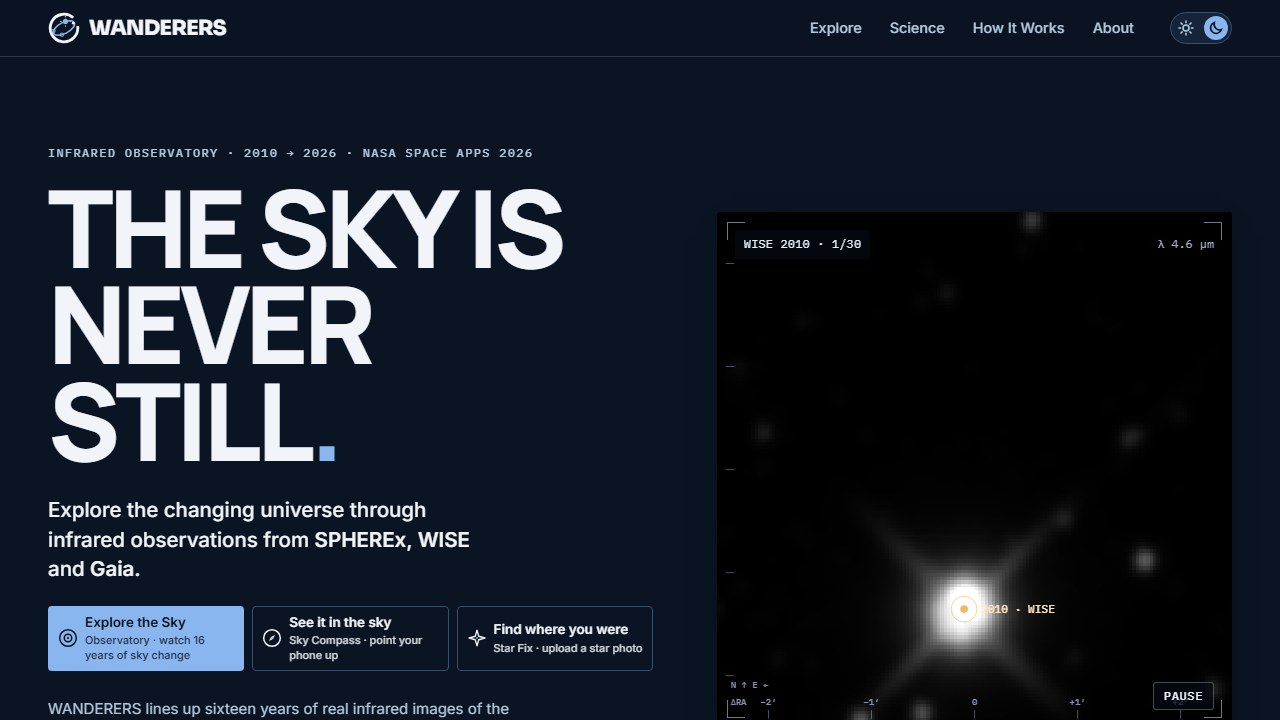 WANDERERS
Explore
Science
How It Works
About
INFRARED OBSERVATORY · 2010 → 2026 · NASA SPACE APPS 2026
THE SKY IS
NEVER
STILL.
Explore the changing universe through
infrared observations from SPHEREx, WISE
and Gaia.
Explore the Sky
Observatory · watch 16
years of sky change
See it in the sky
Sky Compass · point your
phone up
Find where you were
Star Fix · upload a star photo
WANDERERS lines up sixteen years of real infrared images of the
WISE 2010 · 1/30
λ 4.6 µm
2010 · WISE
N ↑ E ←
PAUSE
ΔRA −2′ −1′ 0 +1′ +2′